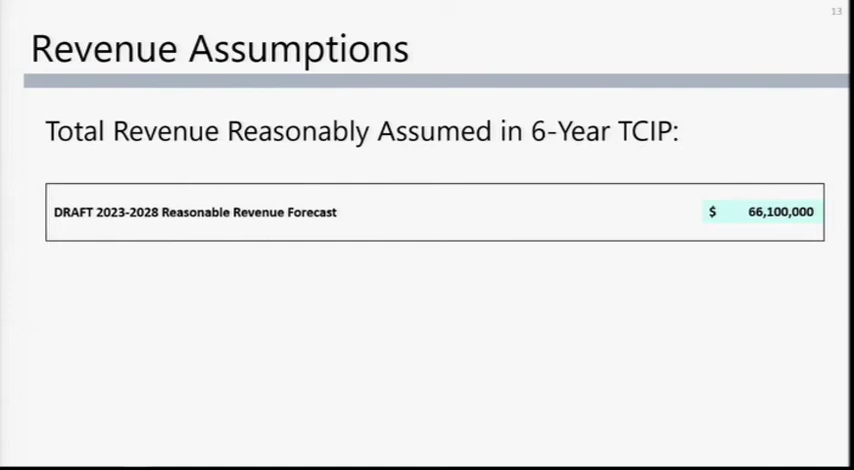 13
Revenue Assumptions
Total Revenue Reasonably Assumed in 6-Year TCIP:
DRAFT 2023-2028 Reasonable Revenue Forecast $ 66,100,000